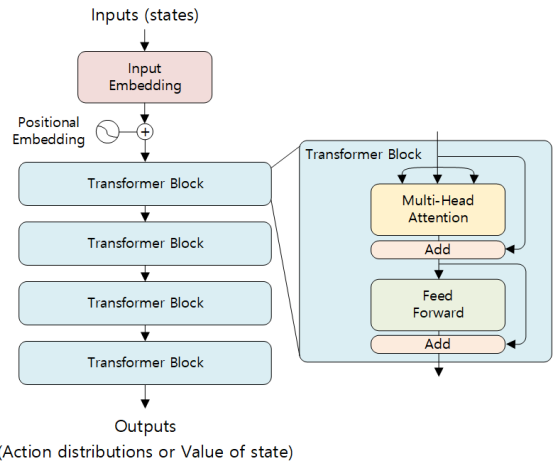 Inputs (states)
Input
Embedding
Positional
Embedding
+
Transformer Block
Transformer Block
Transformer Block
Transformer Block
Outputs
(Action distributions or Value of state)
Transformer Block
Multi-Head
Attention
Add
Feed
Forward
Add